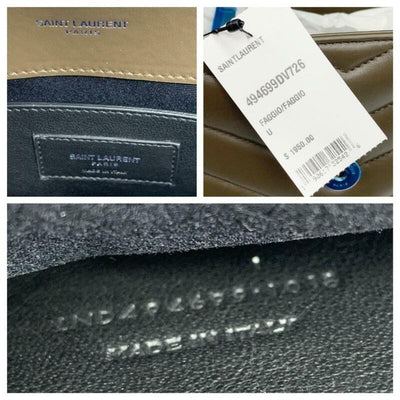 SAINT LAURENT
PARIS
SAINT LAURENT
PARIS
MADE IN ITALY
SAINT LAURENT
494699DV726
FAGGIO/FAGGIO
U
$ 1950.00
MADE IN ITALY